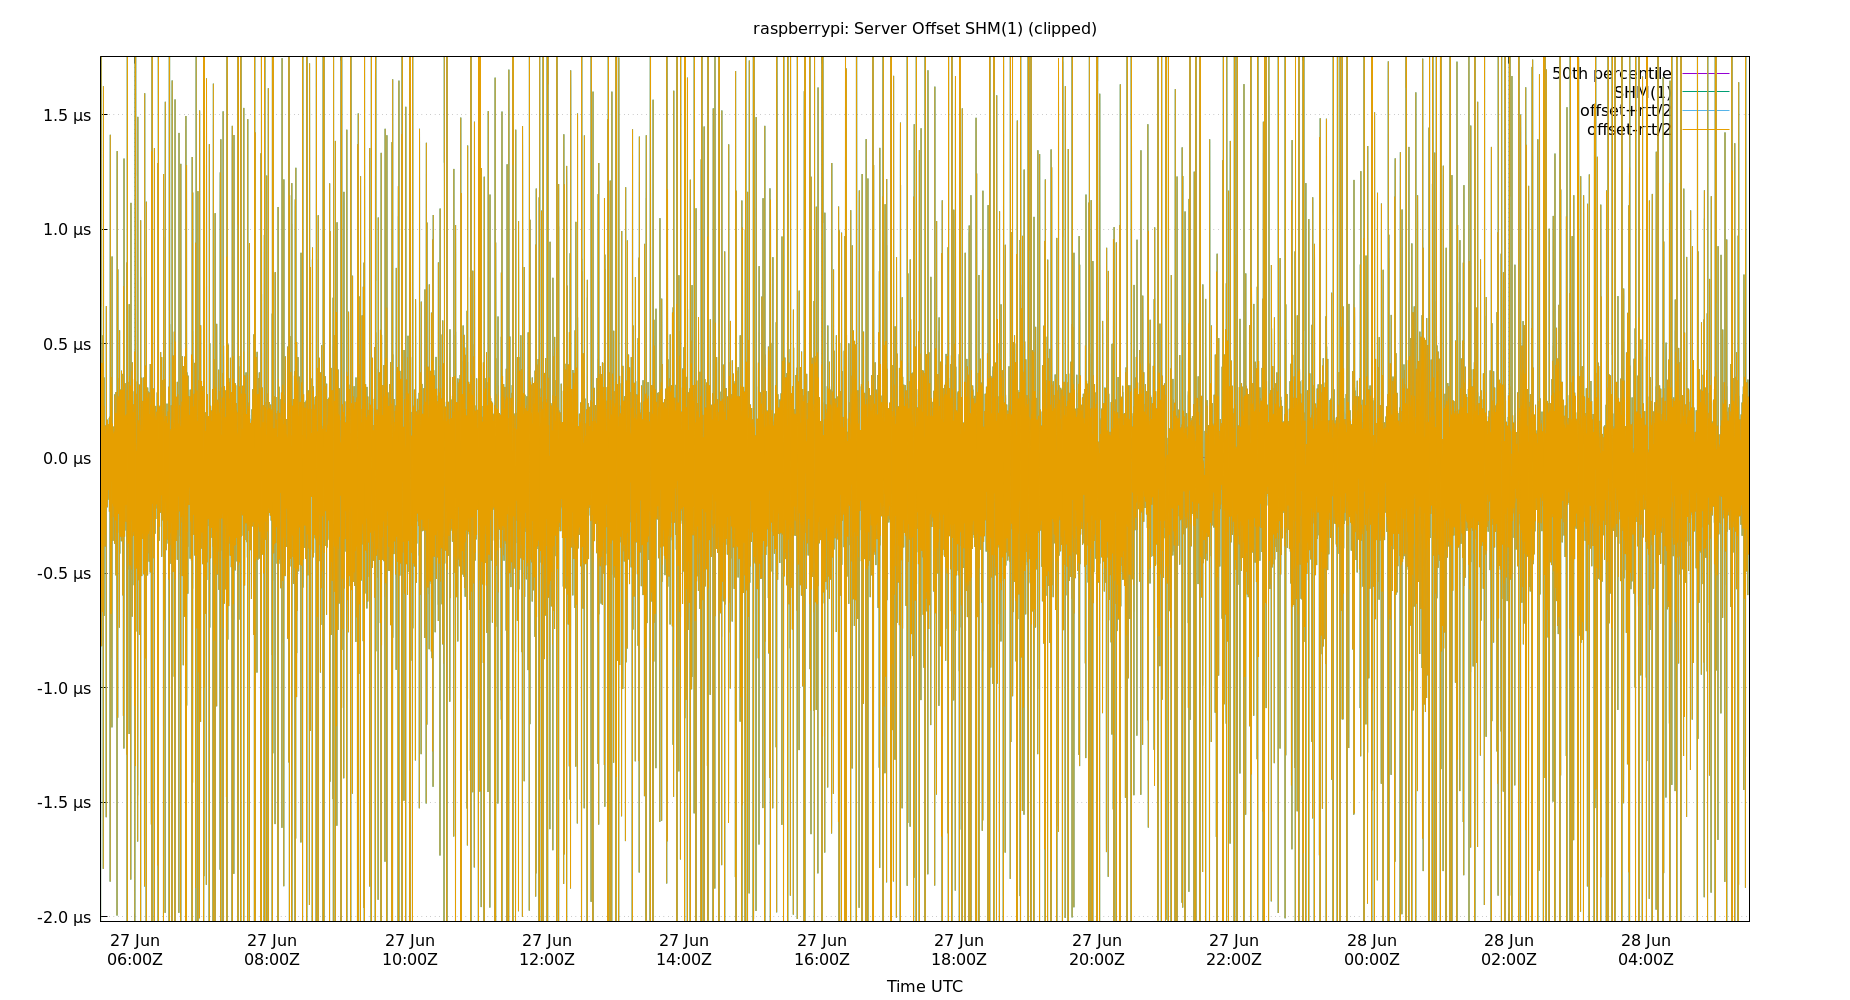 raspberrypi: Server Offset SHM(1) (clipped)
50th percentile
SHM(1)
offset+rtt/2
offset-rtt/2
1.5 µs
1.0 µs
0.5 µs
0.0 µs
-0.5 µs
-1.0 µs
-1.5 µs
-2.0 µs
27 Jun 27 Jun 27 Jun 27 Jun 27 Jun 27 Jun 27 Jun 27 Jun 27 Jun 28 Jun 28 Jun 28 Jun
06:00Z 08:00Z 10:00Z 12:00Z 14:00Z 16:00Z 18:00Z 20:00Z 22:00Z 00:00Z 02:00Z 04:00Z
Time UTC